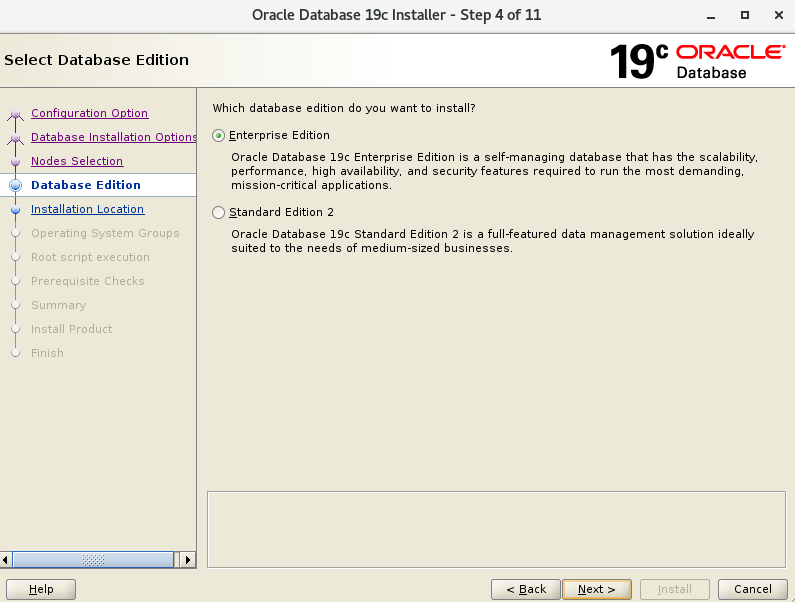 Oracle Database 19c Installer - Step 4 of 11
Select Database Edition
19c ORACLE
Database
Configuration Option
Database Installation Options
Nodes Selection
Database Edition
Installation Location
Operating System Groups
Root script execution
Prerequisite Checks
Summary
Install Product
Finish
Which database edition do you want to install?
Enterprise Edition
Oracle Database 19c Enterprise Edition is a self-managing database that has the scalability,
performance, high availability, and security features required to run the most demanding,
mission-critical applications.
Standard Edition 2
Oracle Database 19c Standard Edition 2 is a full-featured data management solution ideally
suited to the needs of medium-sized businesses.
Help
< Back
Next >
Install
Cancel